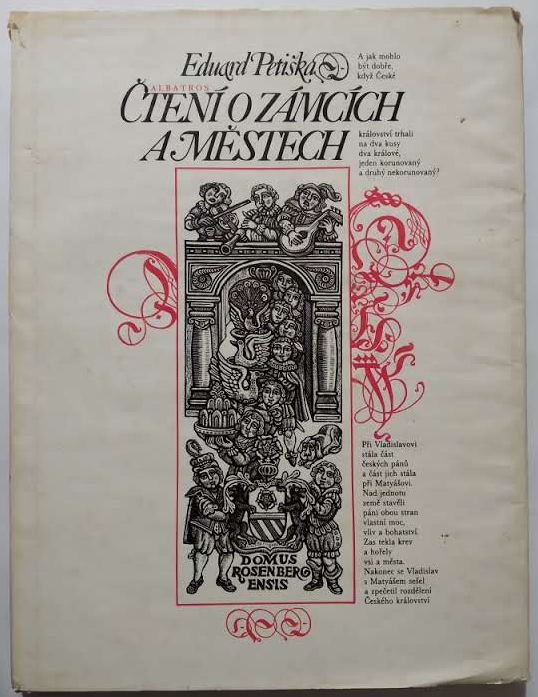 Eduard Petiška
ALBATROS
ČTENÍ O ZÁMCÍCH
A MĚSTECH
A jak mohlo
být dobře,
když České
království trhali
na dva kusy
dva králové,
jeden korunovaný
a druhý nekorunovaný?
Při Vladislavovi
stála část
českých pánů
a část jich stála
při Matyášovi.
Nad jednotu
země stavěli
páni obou stran
vlastní moc,
vliv a bohatství.
Zas tekla krev
a hořely
vsi a města.
Nakonec se Vladislav
s Matyášem sešel
a zpečetil rozdělení
Českého království
DOMUS
ROSENBERG
ENSIS